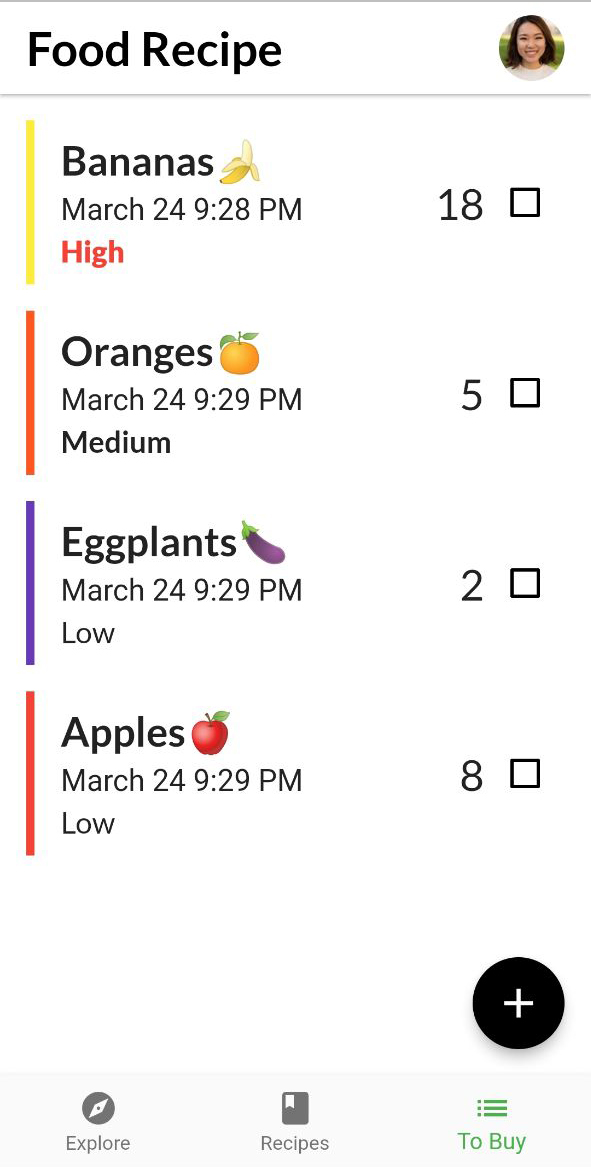 Food Recipe
Bananas🍌
March 24 9:28 PM
High
18
Oranges🍊
March 24 9:29 PM
Medium
5
Eggplants🍆
March 24 9:29 PM
Low
2
Apples🍎
March 24 9:29 PM
Low
8
+
Explore
Recipes
To Buy